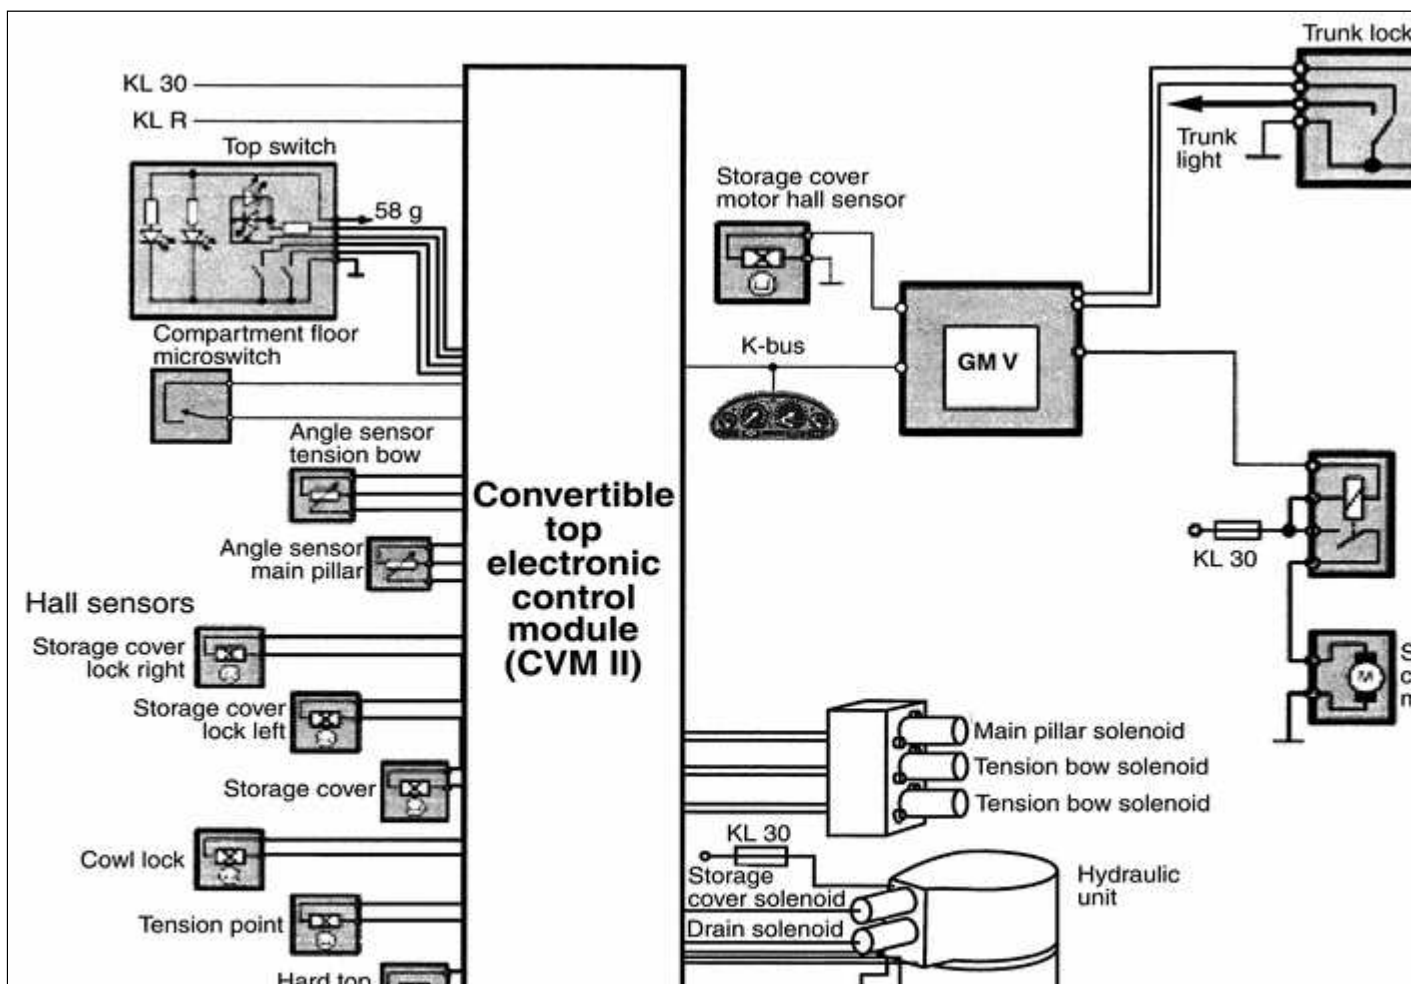 Trunk lock
KL 30
KL R
Top switch
58 g
Trunk
light
Storage cover
motor hall sensor
Compartment floor
microswitch
K-bus
GM V
Angle sensor
tension bow
Convertible
top
electronic
control
module
(CVM II)
Angle sensor
main pillar
KL 30
Hall sensors
Storage cover
lock right
M
Storage cover
lock left
Main pillar solenoid
Tension bow solenoid
Tension bow solenoid
Storage cover
KL 30
Cowl lock
Storage
cover solenoid
Hydraulic
unit
Tension point
Drain solenoid
Hard top